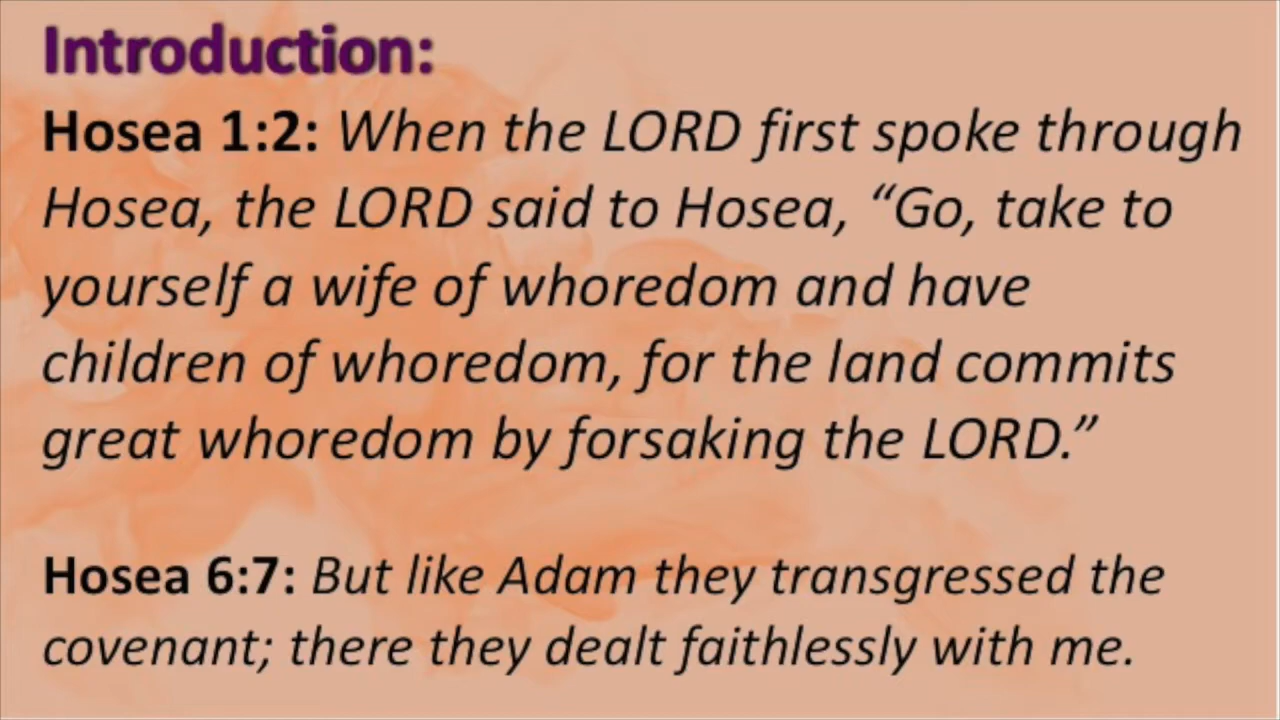 Introduction:
Hosea 1:2: When the LORD first spoke through
Hosea, the LORD said to Hosea, “Go, take to
yourself a wife of whoredom and have
children of whoredom, for the land commits
great whoredom by forsaking the LORD.”
Hosea 6:7: But like Adam they transgressed the
covenant; there they dealt faithlessly with me.